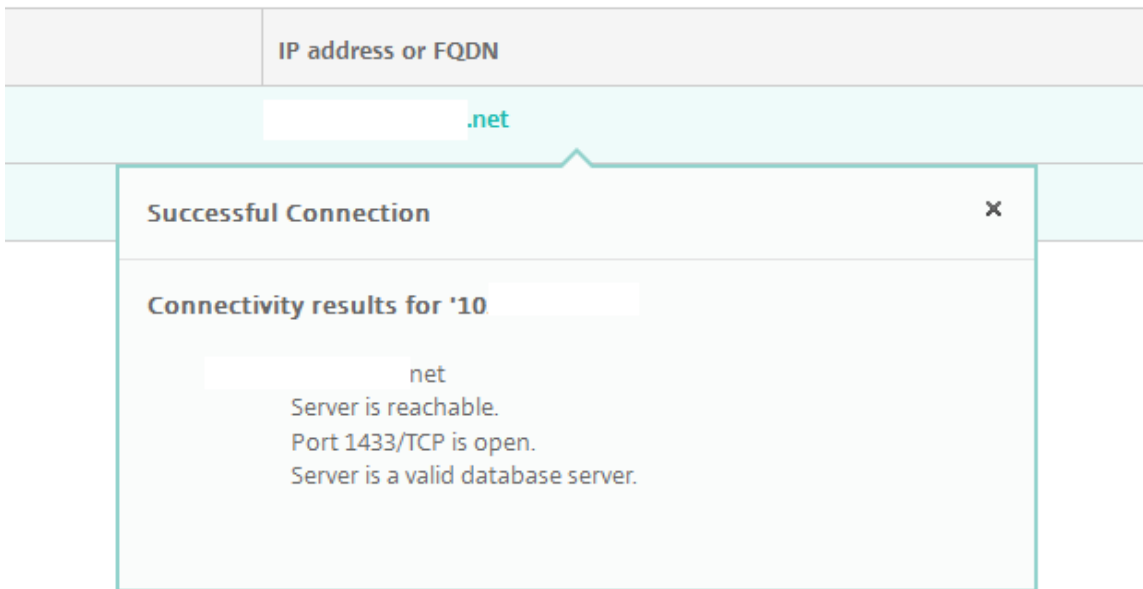 IP address or FQDN
.net
Successful Connection
×
Connectivity results for '10
net
Server is reachable.
Port 1433/TCP is open.
Server is a valid database server.